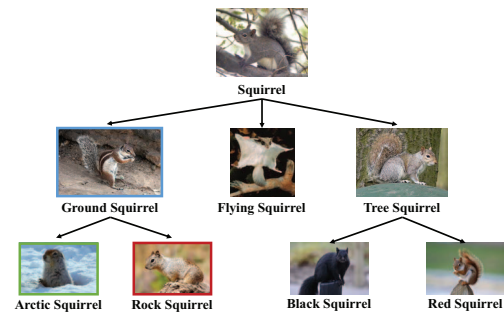 Squirrel
Ground Squirrel
Flying Squirrel
Tree Squirrel
Arctic Squirrel
Rock Squirrel
Black Squirrel
Red Squirrel